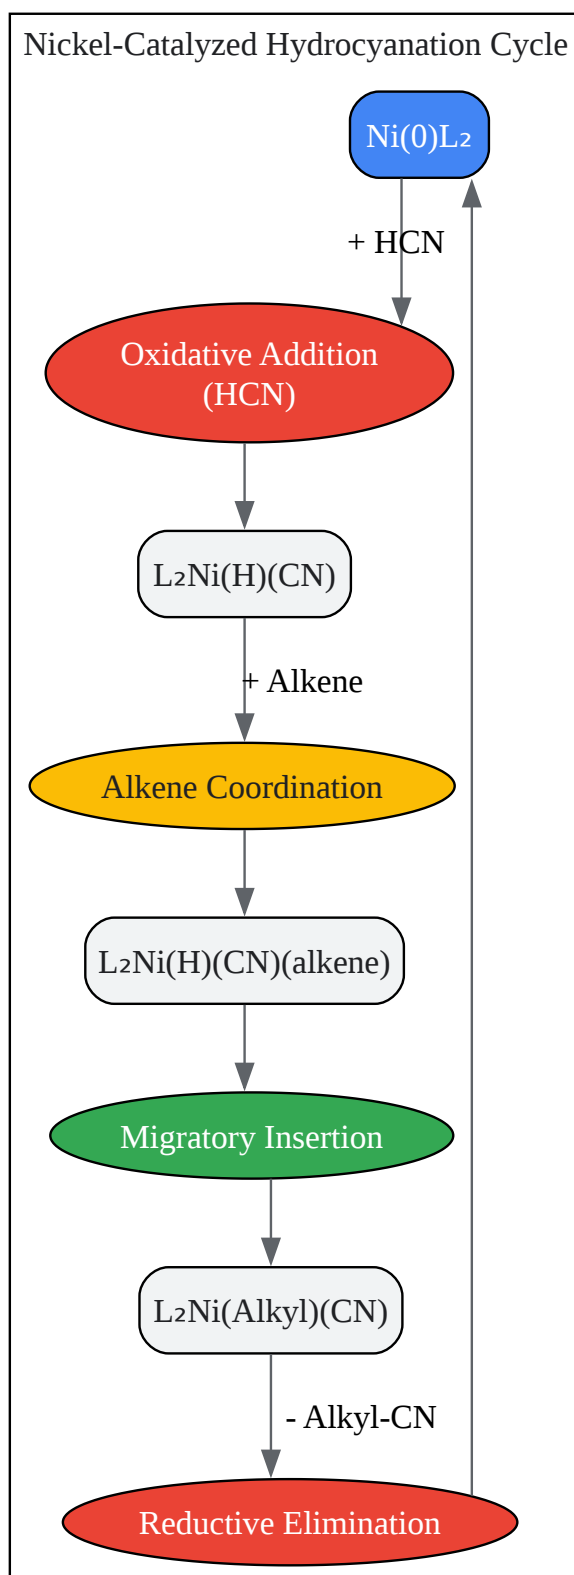 Nickel-Catalyzed Hydrocyanation Cycle
Ni(0)L₂
+ HCN
Oxidative Addition
(HCN)
L₂Ni(H)(CN)
+ Alkene
Alkene Coordination
L₂Ni(H)(CN)(alkene)
Migratory Insertion
L₂Ni(Alkyl)(CN)
- Alkyl-CN
Reductive Elimination